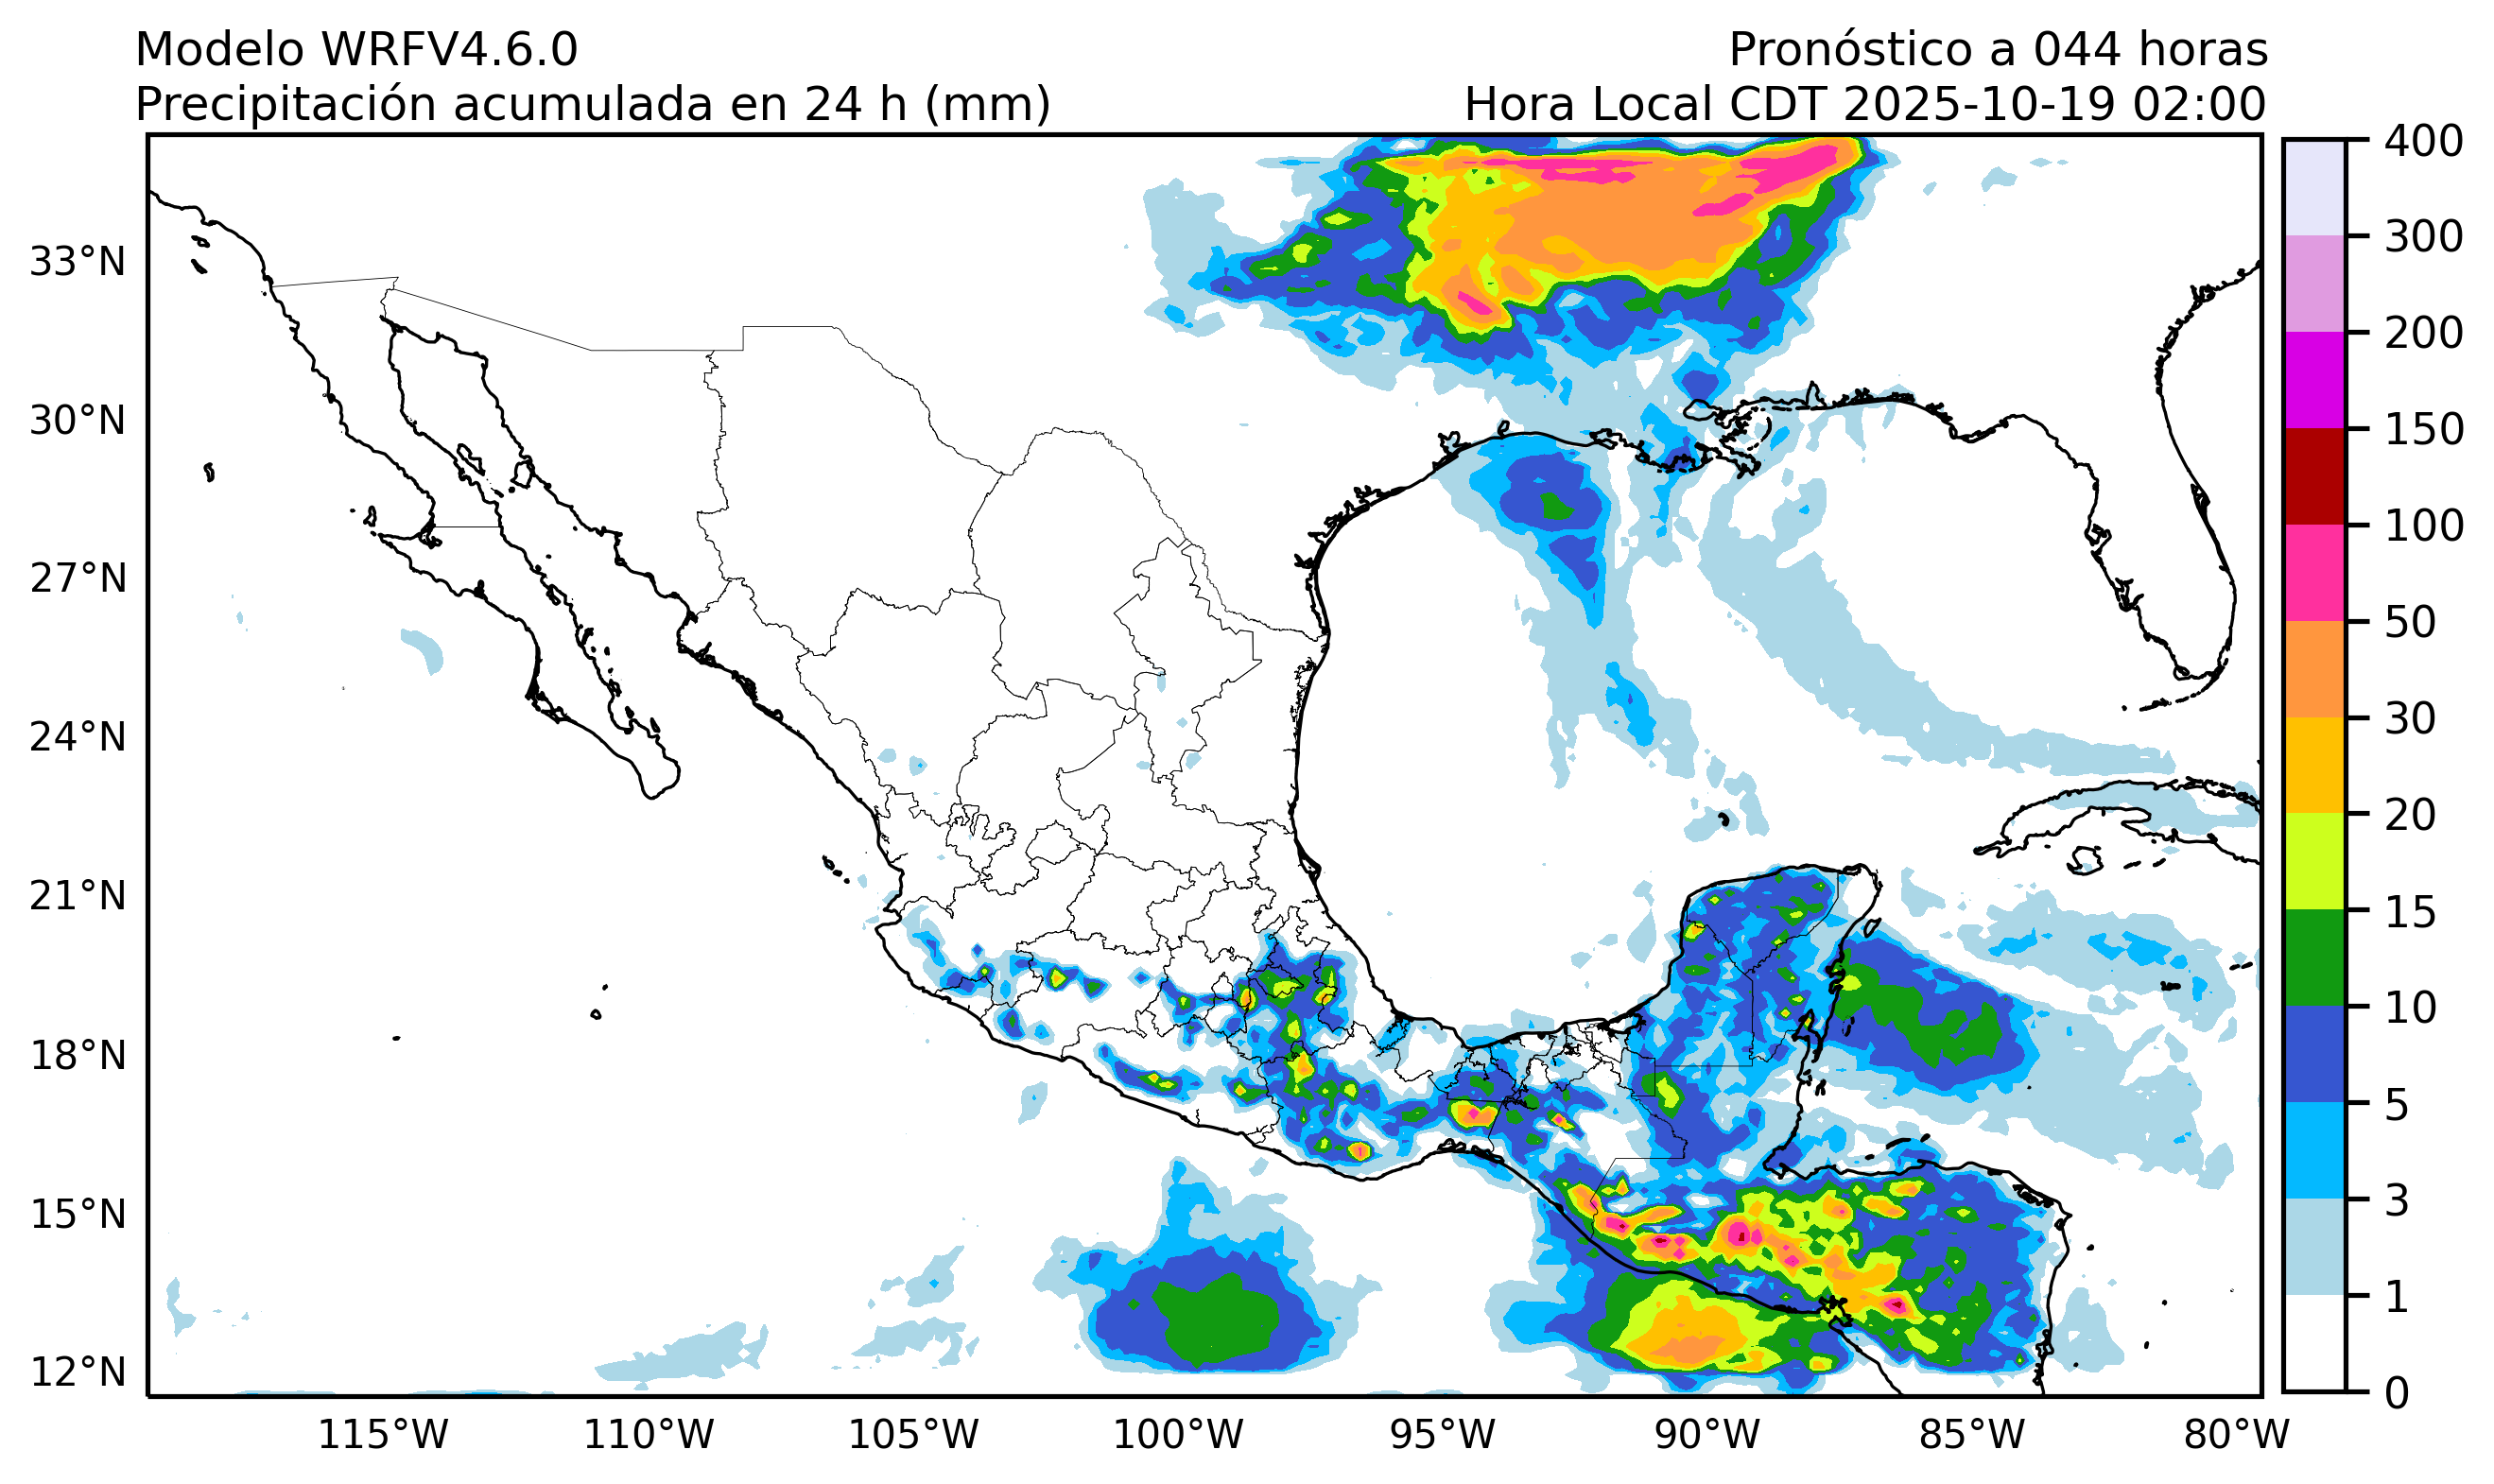 Modelo WRFV4.6.0
Pronóstico a 044 horas
Precipitación acumulada en 24 h (mm)
Hora Local CDT 2025-10-19 02:00
33°N
30°N
27°N
24°N
21°N
18°N
15°N
12°N
115°W
110°W
105°W
100°W
95°W
90°W
85°W
80°W
400
300
200
150
100
50
30
20
15
10
5
3
1
0